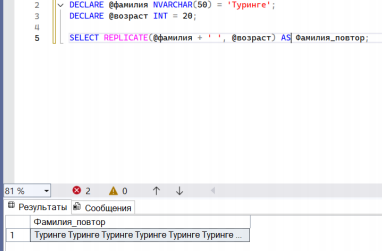 2
DECLARE @фамилия NVARCHAR(50) = 'Туринге';
3
DECLARE @возраст INT = 20;
4
5
SELECT REPLICATE(@фамилия + ' ', @возраст) AS Фамилия_повтор;
81 % 2 0
Результаты Сообщения
Фамилия_повтор
1 Туринге Туринге Туринге Туринге Туринге Туринге ...